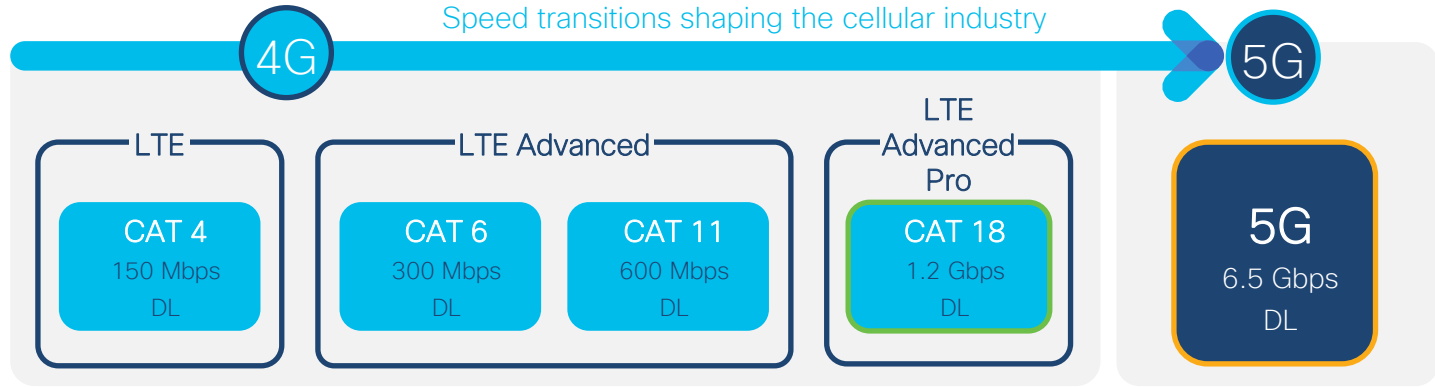 Speed transitions shaping the cellular industry
4G
5G
LTE
CAT 4
150 Mbps
DL
LTE Advanced
CAT 6
300 Mbps
DL
CAT 11
600 Mbps
DL
LTE
Advanced
Pro
CAT 18
1.2 Gbps
DL
5G
6.5 Gbps
DL